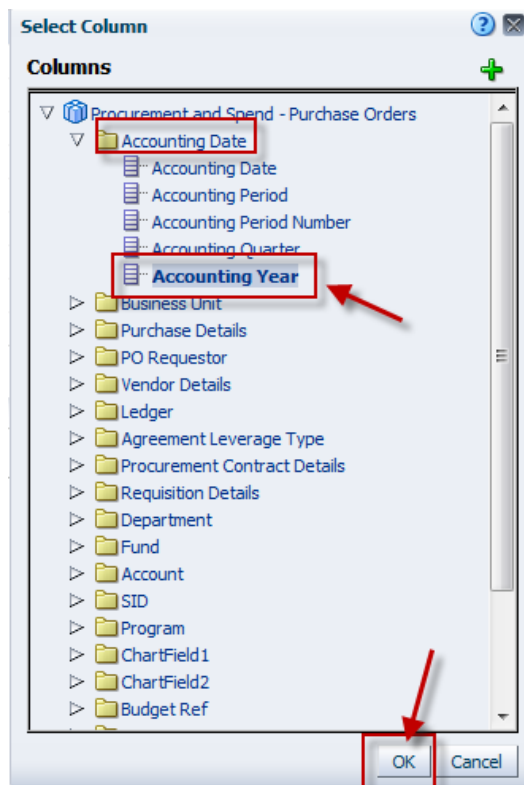 Select Column
Columns
Procurement and Spend - Purchase Orders
Accounting Date
Accounting Date
Accounting Period
Accounting Period Number
Accounting Quarter
Accounting Year
Business Unit
Purchase Details
PO Requestor
Vendor Details
Ledger
Agreement Leverage Type
Procurement Contract Details
Requisition Details
Department
Fund
Account
SID
Program
ChartField1
ChartField2
Budget Ref
OK Cancel